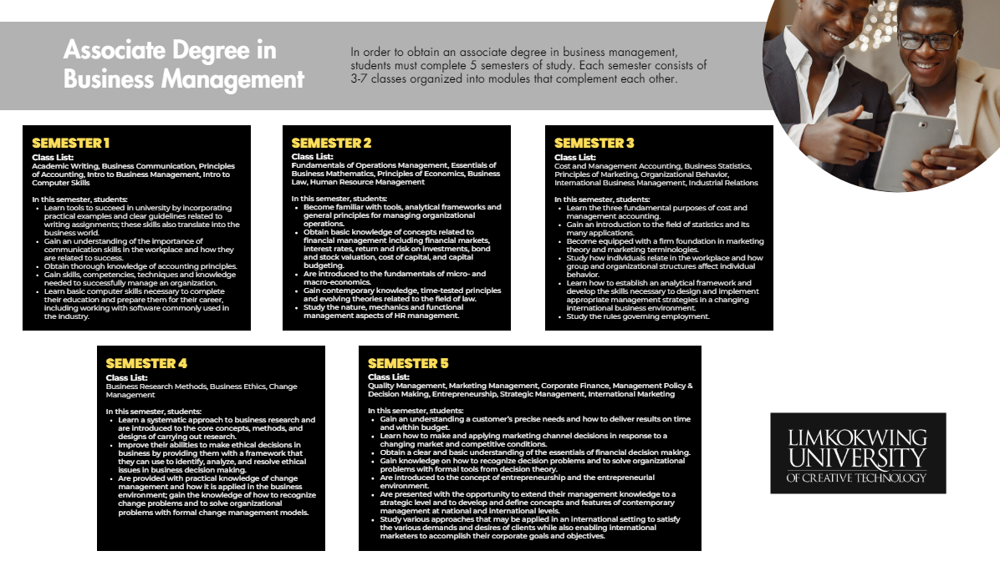 Associate Degree in
Business Management
In order to obtain an associate degree in business management,
students must complete 5 semesters of study. Each semester consists of
3-7 classes organized into modules that complement each other.
SEMESTER 1
Class List:
Academic Writing, Business Communication, Principles
of Accounting, Intro to Business Management, Intro to
Computer Skills
In this semester, students:
• Learn tools to succeed in university by incorporating
practical examples and clear guidelines related to
writing assignments; these skills also translate into the
business world.
• Gain an understanding of the importance of
communication skills in the workplace and how they
are related to success.
• Obtain thorough knowledge of accounting principles.
• Gain skills, competencies, techniques and knowledge
needed to successfully manage an organization.
• Learn basic computer skills necessary to complete
their education and prepare them for their career,
including working with software commonly used in
the industry.
SEMESTER 2
Class List:
Fundamentals of Operations Management, Essentials of
Business Mathematics, Principles of Economics, Business
Law, Human Resource Management
In this semester, students:
• Become familiar with tools, analytical frameworks and
general principles for managing organizational
operations.
• Obtain basic knowledge of concepts related to
financial management including financial markets,
interest rates, return and risk on investments, bond
and stock valuation, cost of capital, and capital
budgeting.
• Are introduced to the fundamentals of micro- and
macro-economics.
• Gain contemporary knowledge, time-tested principles
and evolving theories related to the field of law.
• Study the nature, mechanics and functional
management aspects of HR management.
SEMESTER 3
Class List:
Cost and Management Accounting, Business Statistics,
Principles of Marketing, Organizational Behavior,
International Business Management, Industrial Relations
In this semester, students:
• Learn the three fundamental purposes of cost and
management accounting.
• Gain an introduction to the field of statistics and its
many applications.
• Become equipped with a firm foundation in marketing
theory and marketing terminologies.
• Study how individuals relate in the workplace and how
group and organizational structures affect individual
behavior.
• Learn how to establish an analytical framework and
develop the skills necessary to design and implement
appropriate management strategies in a changing
international business environment.
• Study the rules governing employment.
SEMESTER 4
Class List:
Business Research Methods, Business Ethics, Change
Management
In this semester, students:
• Learn a systematic approach to business research and
are introduced to the core concepts, methods, and
designs of carrying out research.
• Improve their abilities to make ethical decisions in
business by providing them with a framework that
they can use to identify, analyze, and resolve ethical
issues in business decision making.
• Are provided with practical knowledge of change
management and how it is applied in the business
environment; gain the knowledge of how to recognize
change problems and to solve organizational
problems with formal change management models.
SEMESTER 5
Class List:
Quality Management, Marketing Management, Corporate Finance, Management Policy &
Decision Making, Entrepreneurship, Strategic Management, International Marketing
In this semester, students:
• Gain an understanding a customer's precise needs and how to deliver results on time
and within budget.
• Learn how to make and applying marketing channel decisions in response to a
changing market and competitive conditions.
• Obtain a clear and basic understanding of the essentials of financial decision making.
• Gain knowledge on how to recognize decision problems and to solve organizational
problems with formal tools from decision theory.
• Are introduced to the concept of entrepreneurship and the entrepreneurial
environment.
• Are presented with the opportunity to extend their management knowledge to a
strategic level and to develop and define concepts and features of contemporary
management at national and international levels.
• Study various approaches that may be applied in an international setting to satisfy
the various demands and desires of clients while also enabling international
marketers to accomplish their corporate goals and objectives.
LIMKOKWING
UNIVERSITY
OF CREATIVE TECHNOLOGY